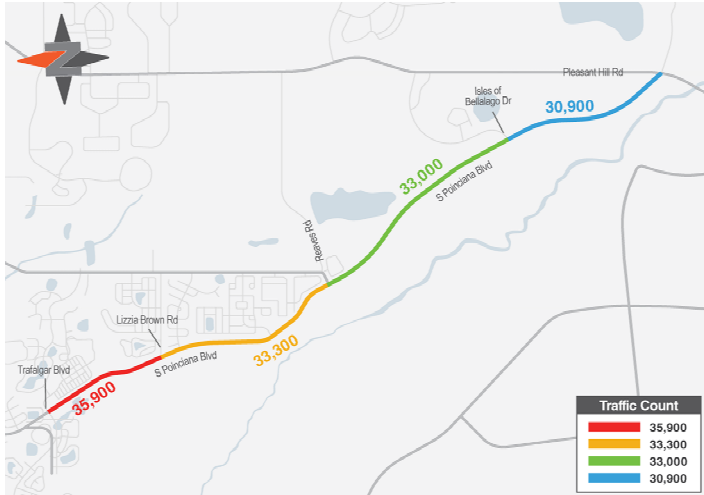 Pleasant Hill Rd
Isles of
Bellalago Dr
30,900
33,000
S Poinciana Blvd
Reaves Rd
Lizzia Brown Rd
33,300
S Poinciana Blvd
Trafalgar Blvd
35,900
Traffic Count
35,900
33,300
33,000
30,900